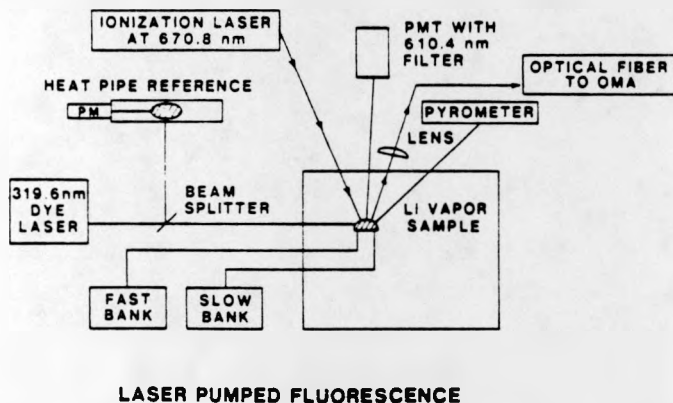 IONIZATION LASER
AT 670.8 nm
PMT WITH
610.4 nm
FILTER
OPTICAL FIBER
TO OMA
HEAT PIPE REFERENCE
PM
PYROMETER
LENS
319.6nm
DYE
LASER
BEAM
SPLITTER
LI VAPOR
SAMPLE
FAST
BANK
SLOW
BANK
LASER PUMPED FLUORESCENCE